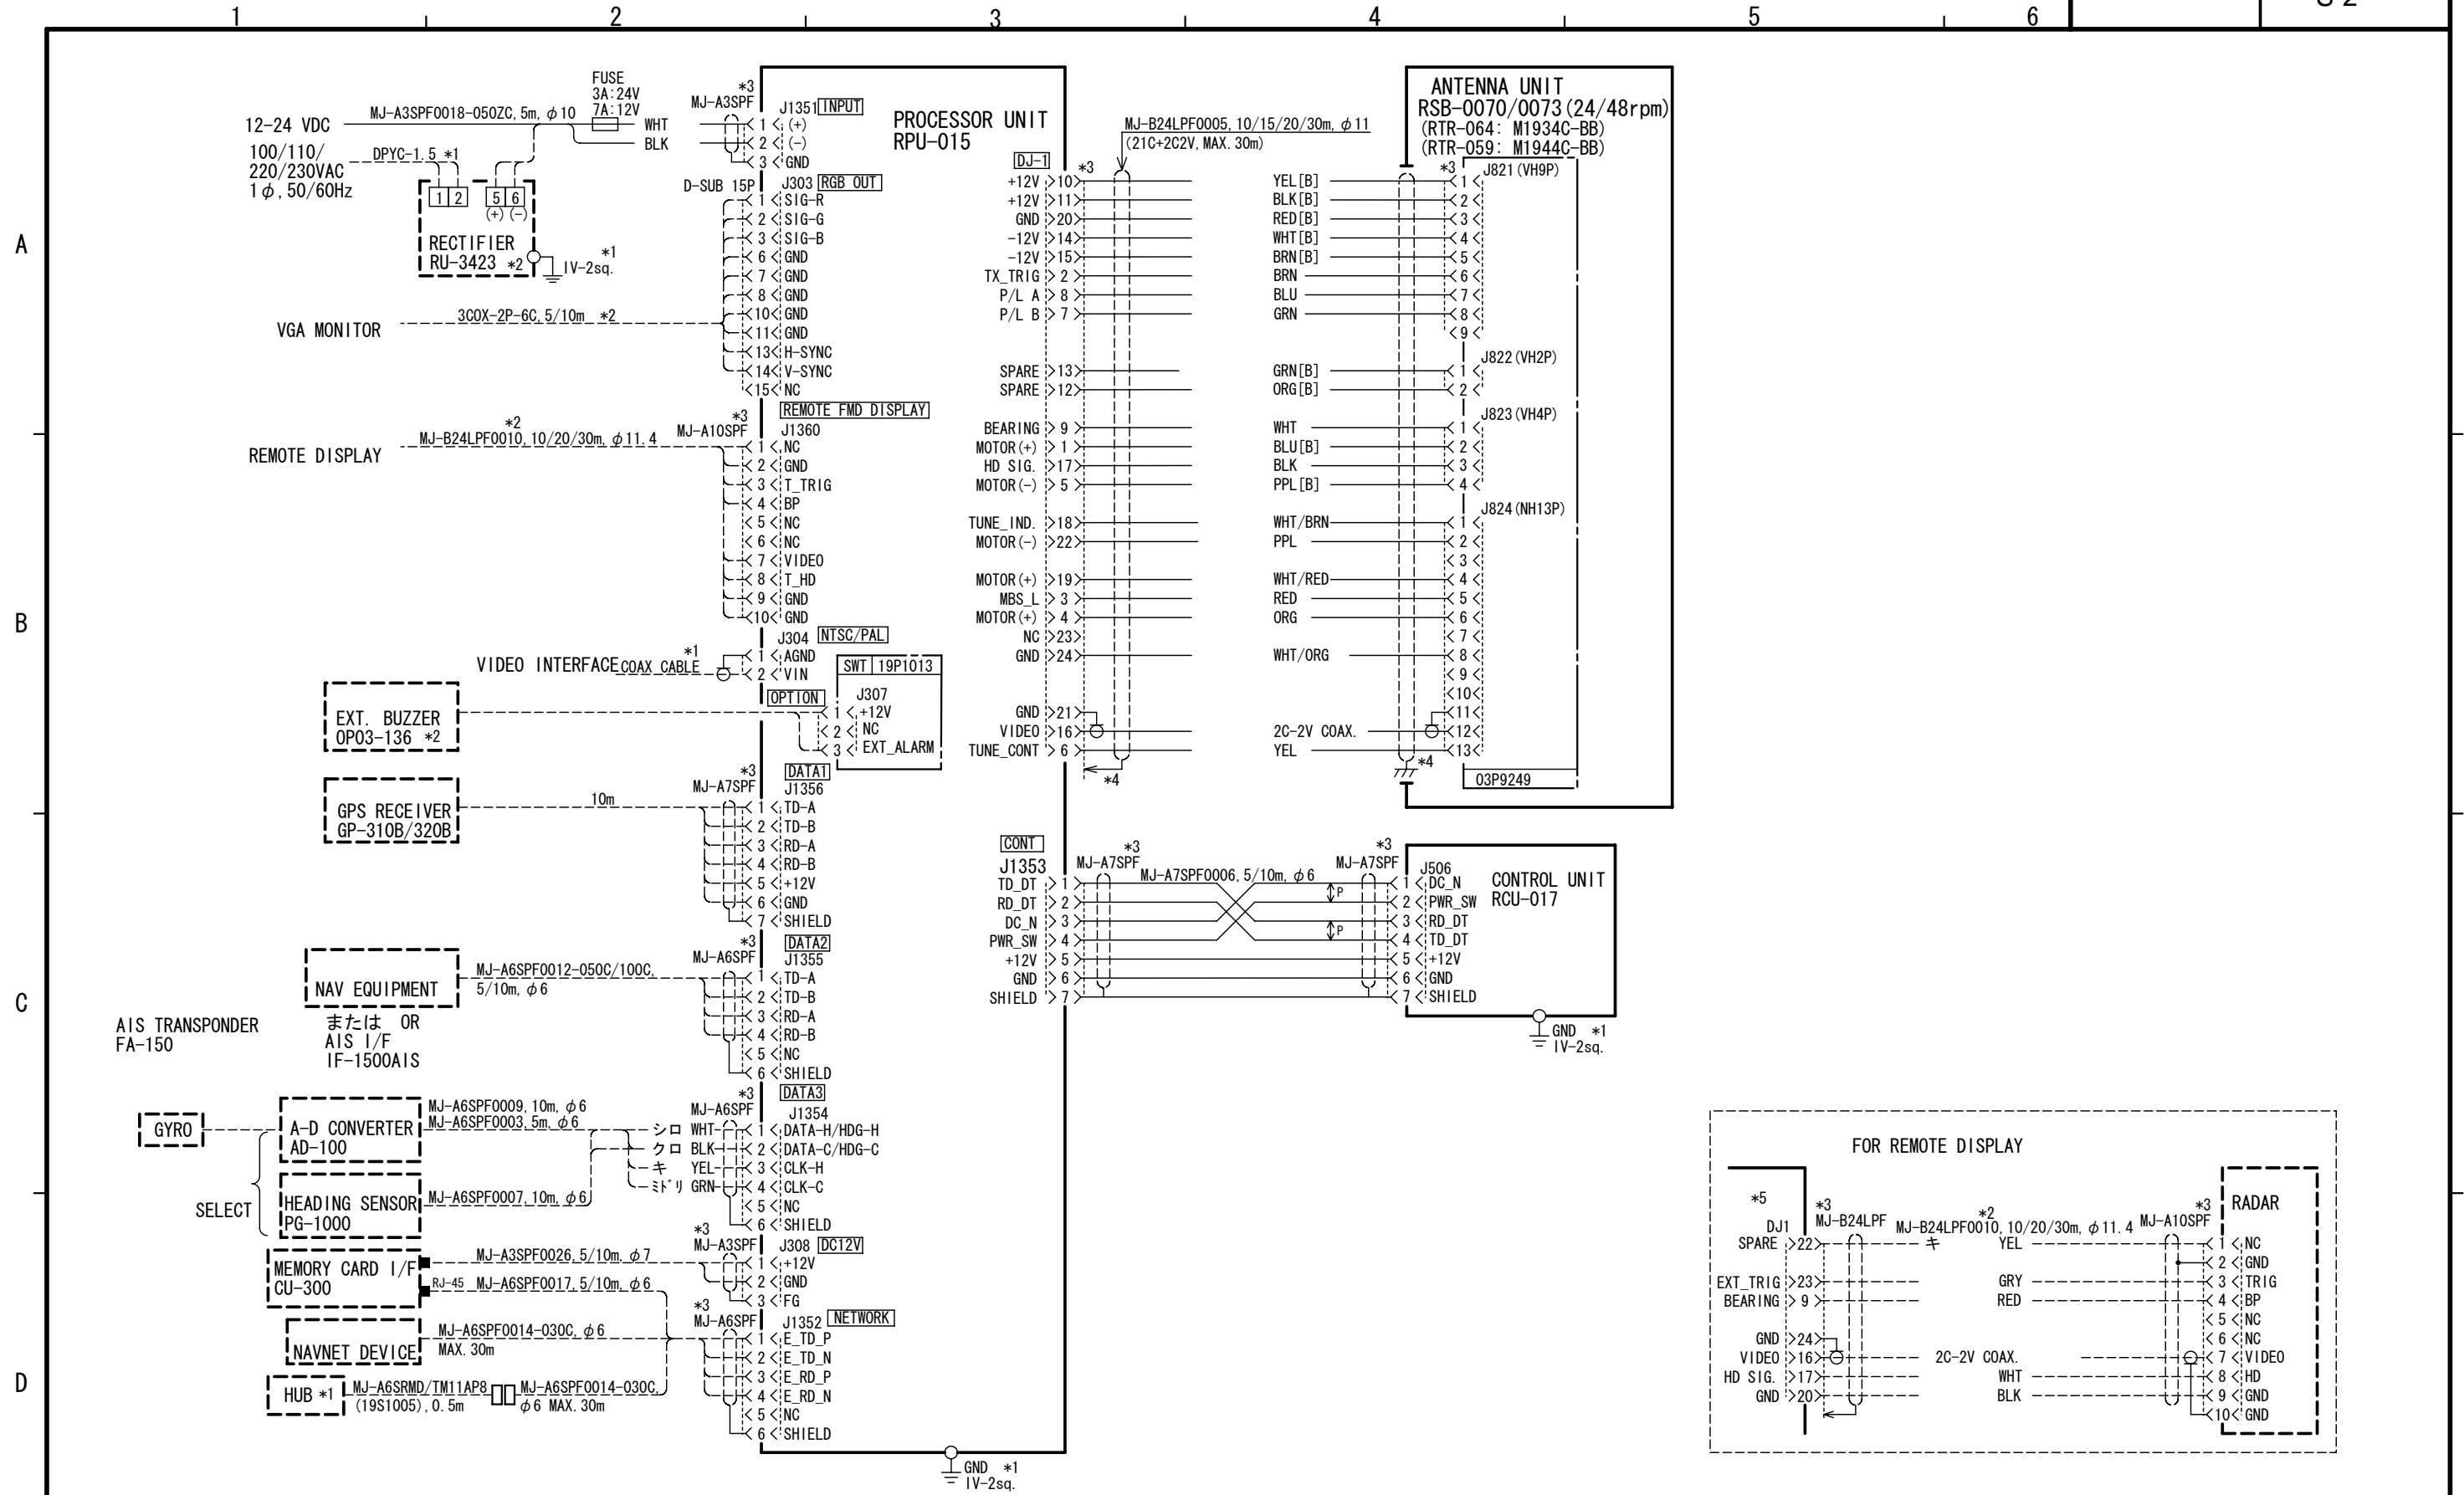 1 2 3 4 5 6
A
B
C
D
12-24 VDC
MJ-A3SPF0018-050ZC, 5m, φ10
FUSE
3A:24V
7A:12V
WHT
BLK
100/110/
220/230VAC
1φ, 50/60Hz
DPYC-1.5 *1
1 2 5 6
(+) (-)
RECTIFIER
RU-3423 *2
*1
IV-2sq.
*3
MJ-A3SPF
J1351 INPUT
1 (+)
2 (-)
3 GND
PROCESSOR UNIT
RPU-015
D-SUB 15P
J303 RGB OUT
1 SIG-R
2 SIG-G
3 SIG-B
6 GND
7 GND
8 GND
10 GND
11 GND
13 H-SYNC
14 V-SYNC
15 NC
VGA MONITOR
3COX-2P-6C, 5/10m *2
REMOTE FMD DISPLAY
*3
MJ-A10SPF
J1360
REMOTE DISPLAY
*2
MJ-B24LPF0010, 10/20/30m, φ11.4
1 NC
2 GND
3 T_TRIG
4 BP
5 NC
6 NC
7 VIDEO
8 T_HD
9 GND
10 GND
J304 NTSC/PAL
VIDEO INTERFACE
*1
COAX CABLE
1 AGND
2 VIN
SWT 19P1013
OPTION
J307
1 +12V
2 NC
3 EXT_ALARM
EXT. BUZZER
OP03-136 *2
*3
MJ-A7SPF
DATA1
J1356
GPS RECEIVER
GP-310B/320B
10m
1 TD-A
2 TD-B
3 RD-A
4 RD-B
5 +12V
6 GND
7 SHIELD
*3
MJ-A6SPF
DATA2
J1355
NAV EQUIPMENT
MJ-A6SPF0012-050C/100C,
5/10m, φ6
または OR
AIS I/F
IF-1500AIS
AIS TRANSPONDER
FA-150
1 TD-A
2 TD-B
3 RD-A
4 RD-B
5 NC
6 SHIELD
*3
MJ-A6SPF
DATA3
J1354
GYRO
A-D CONVERTER
AD-100
MJ-A6SPF0009, 10m, φ6
MJ-A6SPF0003, 5m, φ6
シロ WHT 1 DATA-H/HDG-H
クロ BLK 2 DATA-C/HDG-C
キ YEL 3 CLK-H
ミドリ GRN 4 CLK-C
5 NC
6 SHIELD
SELECT
HEADING SENSOR
PG-1000
MJ-A6SPF0007, 10m, φ6
*3
MJ-A3SPF
J308 DC12V
MEMORY CARD I/F
CU-300
MJ-A3SPF0026, 5/10m, φ7
RJ-45 MJ-A6SPF0017, 5/10m, φ6
1 +12V
2 GND
3 FG
*3
MJ-A6SPF
J1352 NETWORK
NAVNET DEVICE
MJ-A6SPF0014-030C, φ6
MAX. 30m
HUB *1
MJ-A6SRMD/TM11AP8
(19S1005), 0.5m
MJ-A6SPF0014-030C,
φ6 MAX. 30m
1 E_TD_P
2 E_TD_N
3 E_RD_P
4 E_RD_N
5 NC
6 SHIELD
GND *1
IV-2sq.
DJ-1
*3
MJ-B24LPF0005, 10/15/20/30m, φ11
(21C+2C2V, MAX. 30m)
ANTENNA UNIT
RSB-0070/0073(24/48rpm)
(RTR-064: M1934C-BB)
(RTR-059: M1944C-BB)
*3
J821(VH9P)
+12V 10 YEL[B] 1
+12V 11 BLK[B] 2
GND 20 RED[B] 3
-12V 14 WHT[B] 4
-12V 15 BRN[B] 5
TX_TRIG 2 BRN 6
P/L A 8 BLU 7
P/L B 7 GRN 8
9
J822(VH2P)
SPARE 13 GRN[B] 1
SPARE 12 ORG[B] 2
J823(VH4P)
BEARING 9 WHT 1
MOTOR(+) 1 BLU[B] 2
HD SIG. 17 BLK 3
MOTOR(-) 5 PPL[B] 4
J824(NH13P)
TUNE_IND. 18 WHT/BRN 1
MOTOR(-) 22 PPL 2
3
MOTOR(+) 19 WHT/RED 4
MBS_L 3 RED 5
MOTOR(+) 4 ORG 6
NC 23 7
GND 24 WHT/ORG 8
9
10
GND 21 11
VIDEO 16 2C-2V COAX. 12
TUNE_CONT 6 YEL 13
*4
*4
03P9249
CONT
J1353
*3
MJ-A7SPF
MJ-A7SPF0006, 5/10m, φ6
*3
MJ-A7SPF
J506
CONTROL UNIT
RCU-017
TD_DT 1 1 DC_N
RD_DT 2 P 2 PWR_SW
DC_N 3 3 RD_DT
PWR_SW 4 P 4 TD_DT
+12V 5 5 +12V
GND 6 6 GND
SHIELD 7 7 SHIELD
GND *1
IV-2sq.
FOR REMOTE DISPLAY
*5
DJ1
*3
MJ-B24LPF
*2
MJ-B24LPF0010, 10/20/30m, φ11.4
*3
MJ-A10SPF
RADAR
SPARE 22 キ YEL 1 NC
2 GND
EXT_TRIG 23 GRY 3 TRIG
BEARING 9 RED 4 BP
5 NC
GND 24 6 NC
VIDEO 16 2C-2V COAX. 7 VIDEO
HD SIG. 17 WHT 8 HD
GND 20 BLK 9 GND
10 GND